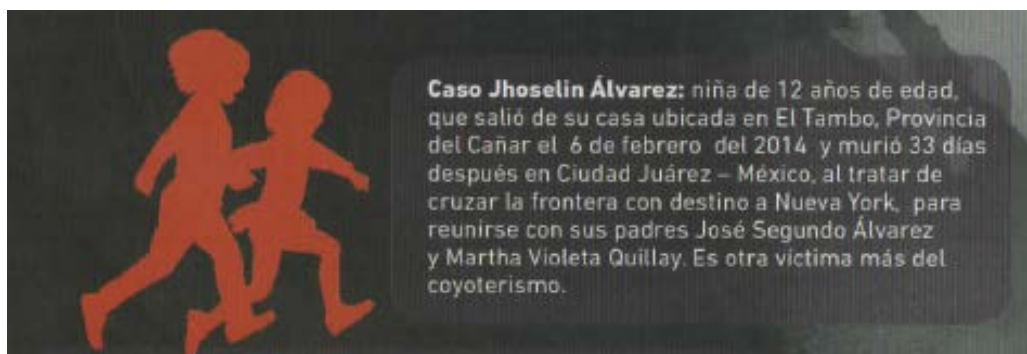 Caso Jhoselin Álvarez: niña de 12 años de edad,
que salió de su casa ubicada en El Tambo, Provincia
del Cañar el 6 de febrero del 2014 y murió 33 días
después en Ciudad Juárez – México, al tratar de
cruzar la frontera con destino a Nueva York, para
reunirse con sus padres José Segundo Álvarez
y Martha Violeta Quillay. Es otra víctima más del
coyoterismo.